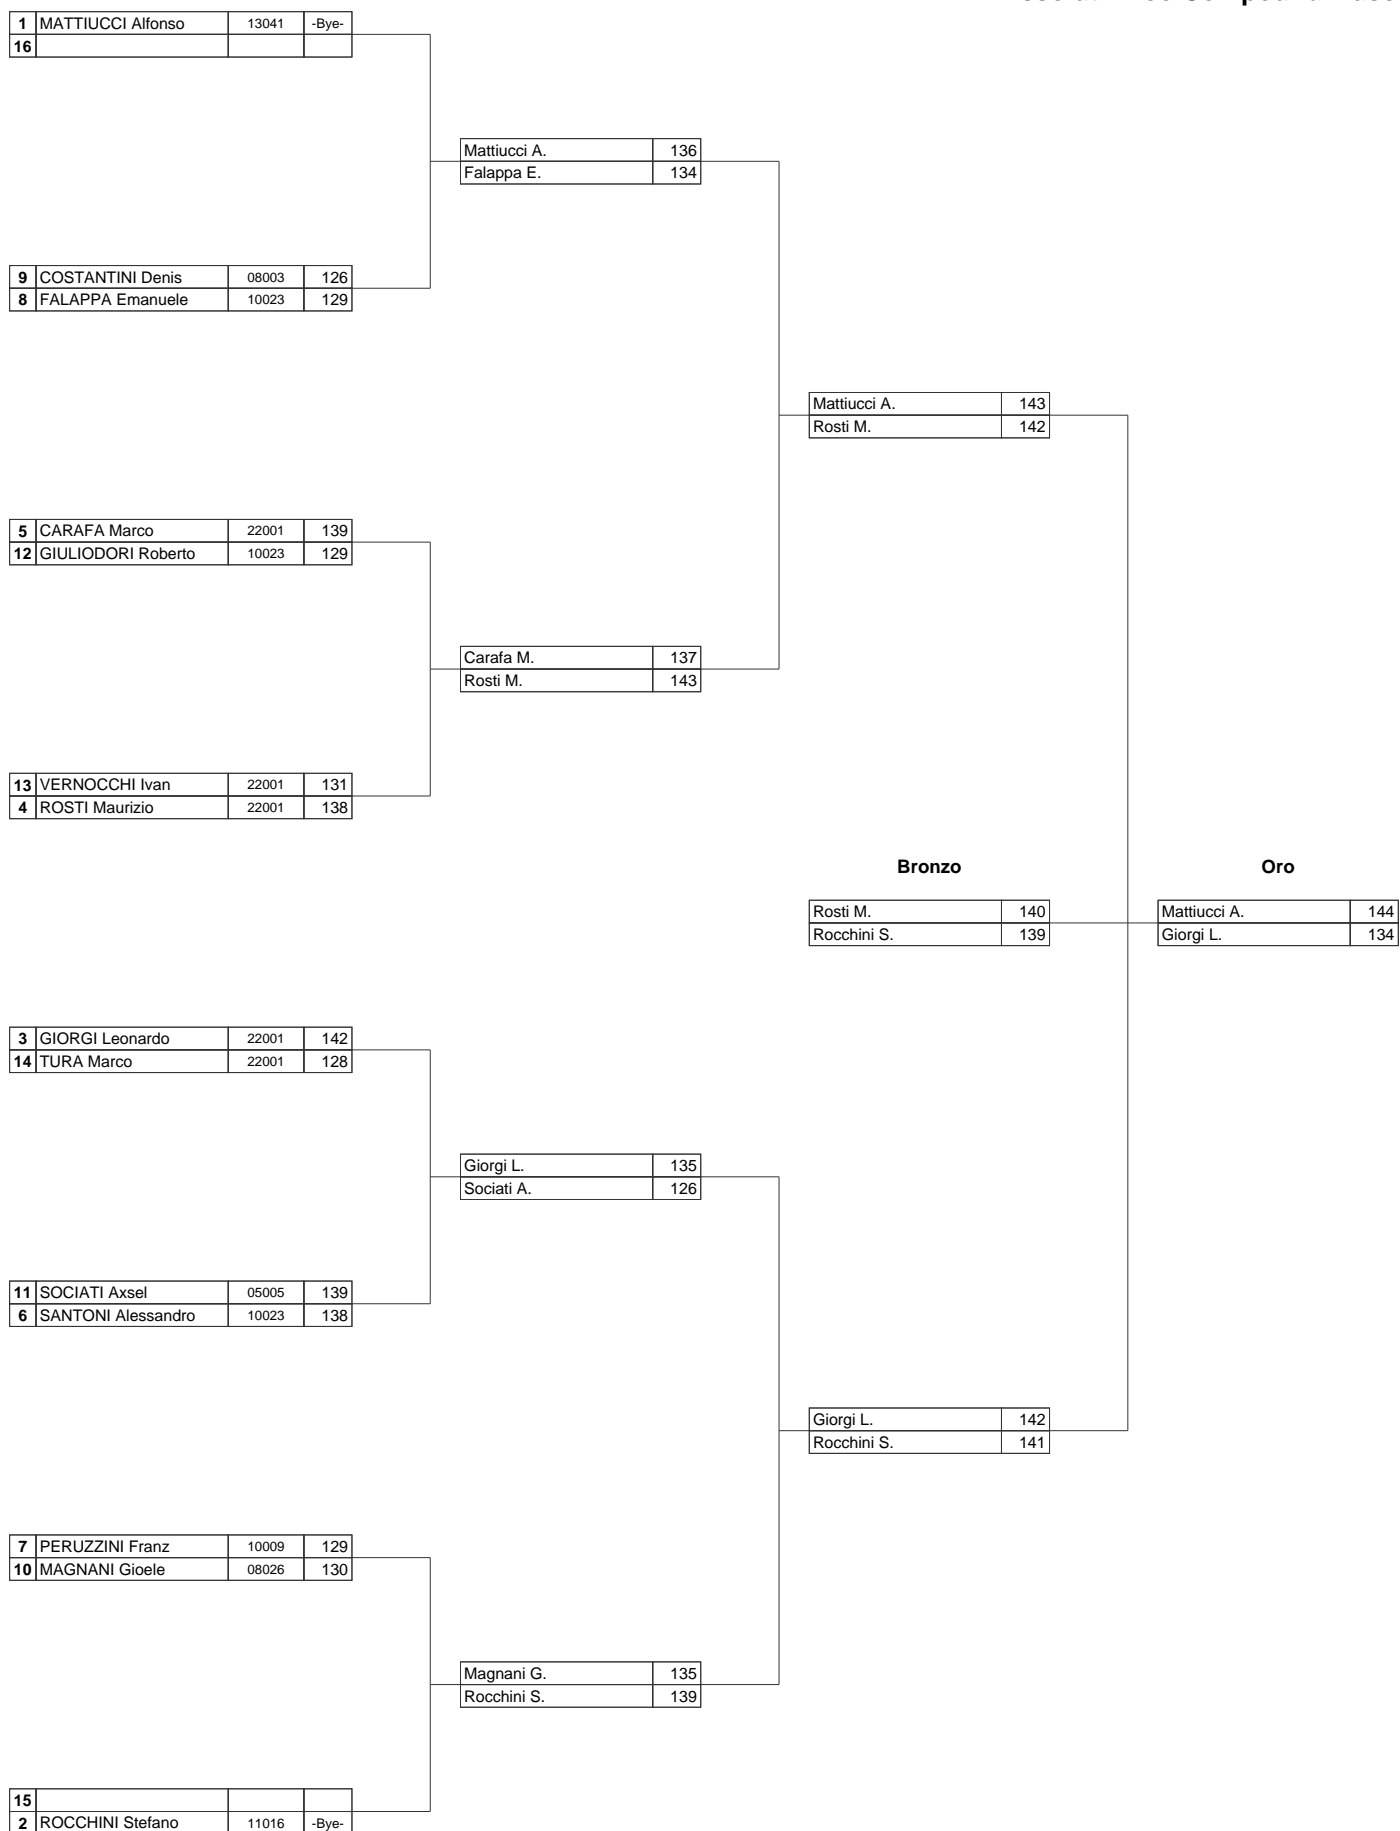 1 MATTIUCCI Alfonso 13041 -Bye-
16
Mattiucci A. 136
Falappa E. 134
9 COSTANTINI Denis 08003 126
8 FALAPPA Emanuele 10023 129
Mattiucci A. 143
Rosti M. 142
5 CARAFA Marco 22001 139
12 GIULIODORI Roberto 10023 129
Carafa M. 137
Rosti M. 143
13 VERNOCCHI Ivan 22001 131
4 ROSTI Maurizio 22001 138
Bronzo Oro
Rosti M. 140 Mattiucci A. 144
Rocchini S. 139 Giorgi L. 134
3 GIORGI Leonardo 22001 142
14 TURA Marco 22001 128
Giorgi L. 135
Sociati A. 126
11 SOCIATI Axsel 05005 139
6 SANTONI Alessandro 10023 138
Giorgi L. 142
Rocchini S. 141
7 PERUZZINI Franz 10009 129
10 MAGNANI Gioele 08026 130
Magnani G. 135
Rocchini S. 139
15
2 ROCCHINI Stefano 11016 -Bye-